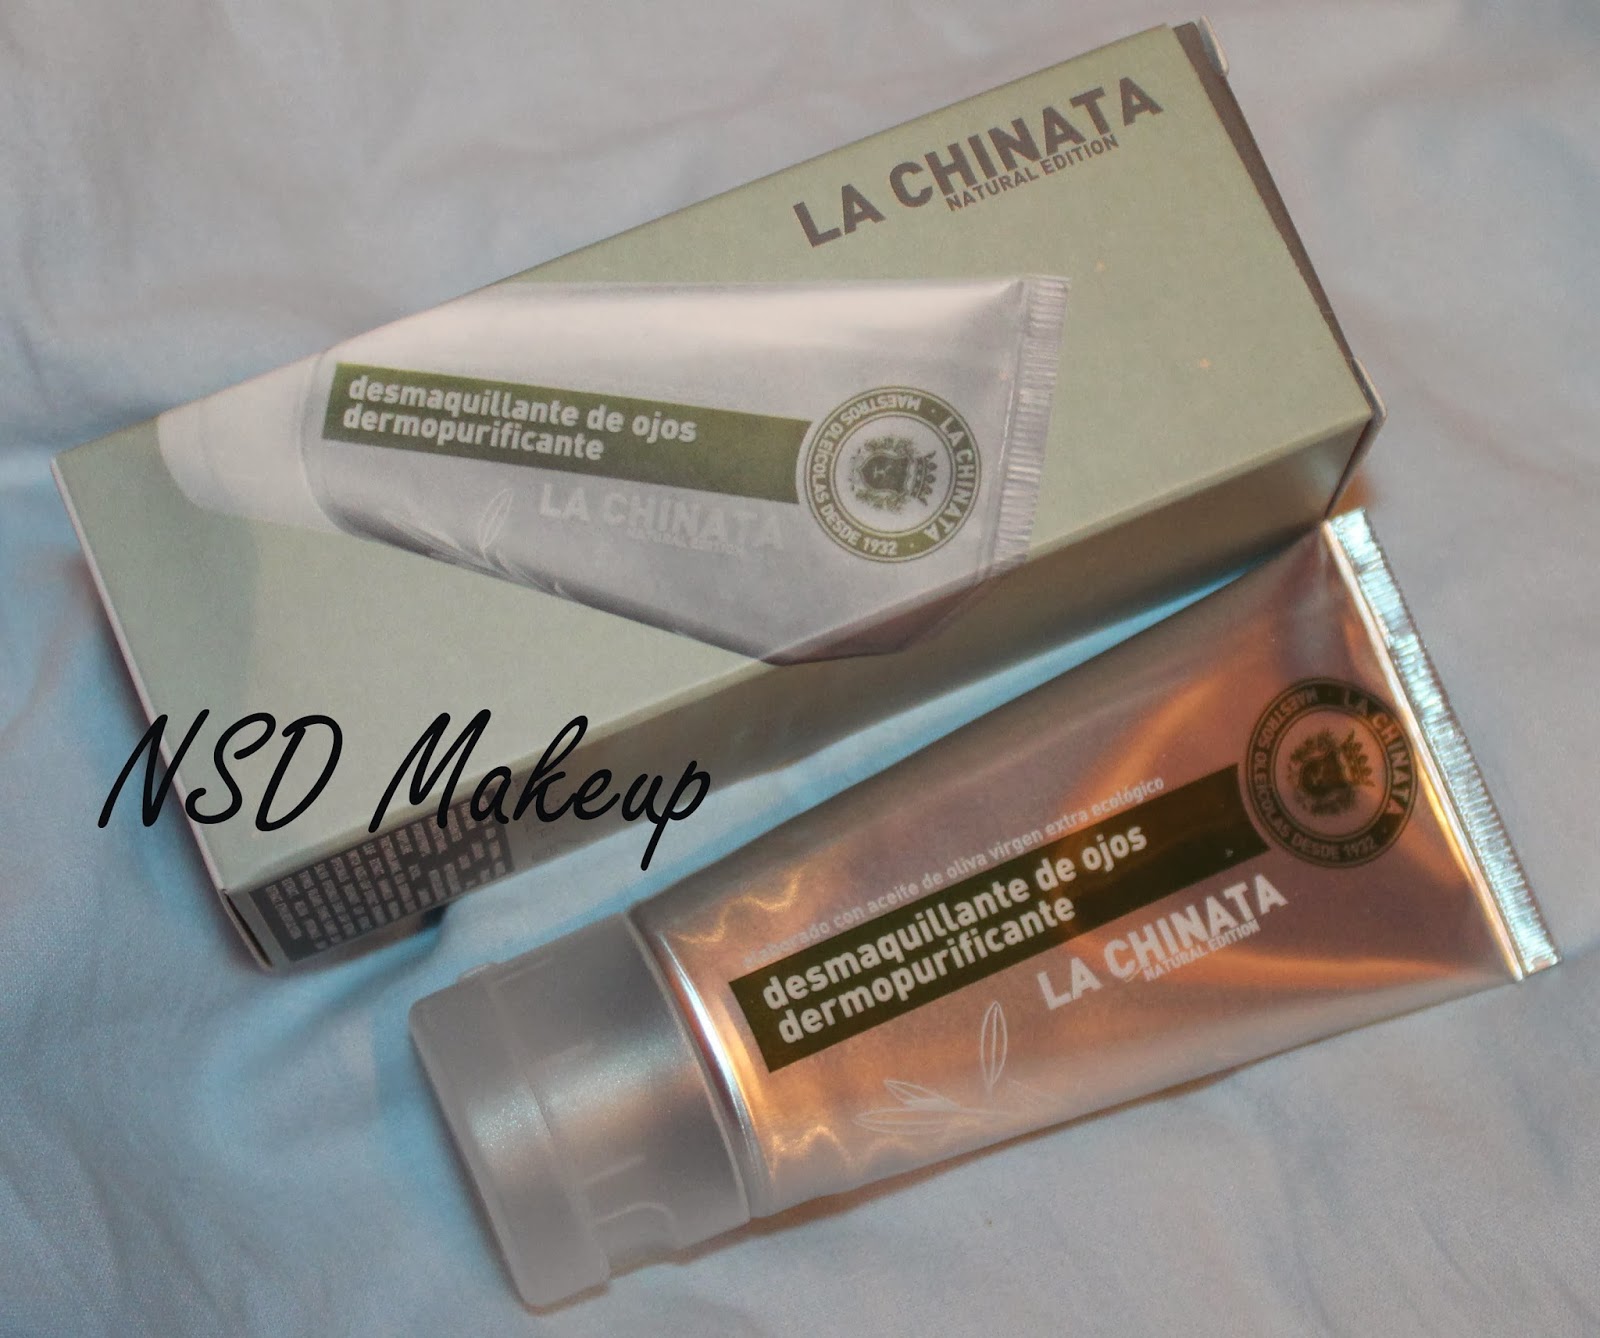 LA CHINATA
NATURAL EDITION
desmaquillante de ojos
dermopurificante
LA CHINATA
NATURAL EDITION
LA CHINATA · MAESTROS OLEÍCOLAS DESDE 1932 ·
NSD Makeup
elaborado con aceite de oliva virgen extra ecológico
desmaquillante de ojos
dermopurificante
LA CHINATA
NATURAL EDITION
LA CHINATA · MAESTROS OLEÍCOLAS DESDE 1932 ·